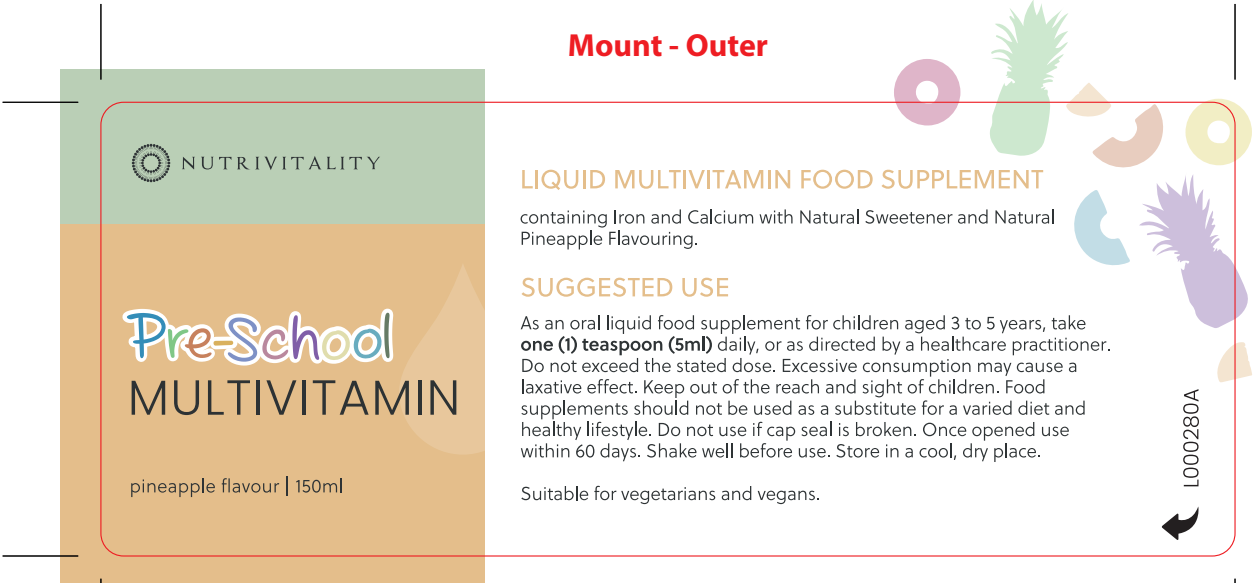 Mount - Outer
NUTRIVITALITY
Pre-School
MULTIVITAMIN
pineapple flavour | 150ml
LIQUID MULTIVITAMIN FOOD SUPPLEMENT
containing Iron and Calcium with Natural Sweetener and Natural
Pineapple Flavouring.
SUGGESTED USE
As an oral liquid food supplement for children aged 3 to 5 years, take
one (1) teaspoon (5ml) daily, or as directed by a healthcare practitioner.
Do not exceed the stated dose. Excessive consumption may cause a
laxative effect. Keep out of the reach and sight of children. Food
supplements should not be used as a substitute for a varied diet and
healthy lifestyle. Do not use if cap seal is broken. Once opened use
within 60 days. Shake well before use. Store in a cool, dry place.
Suitable for vegetarians and vegans.
L000280A